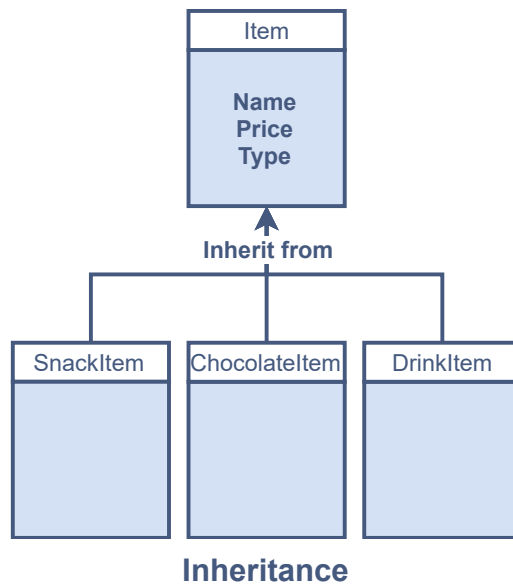 Item
Name
Price
Type
Inherit from
SnackItem
ChocolateItem
DrinkItem
Inheritance